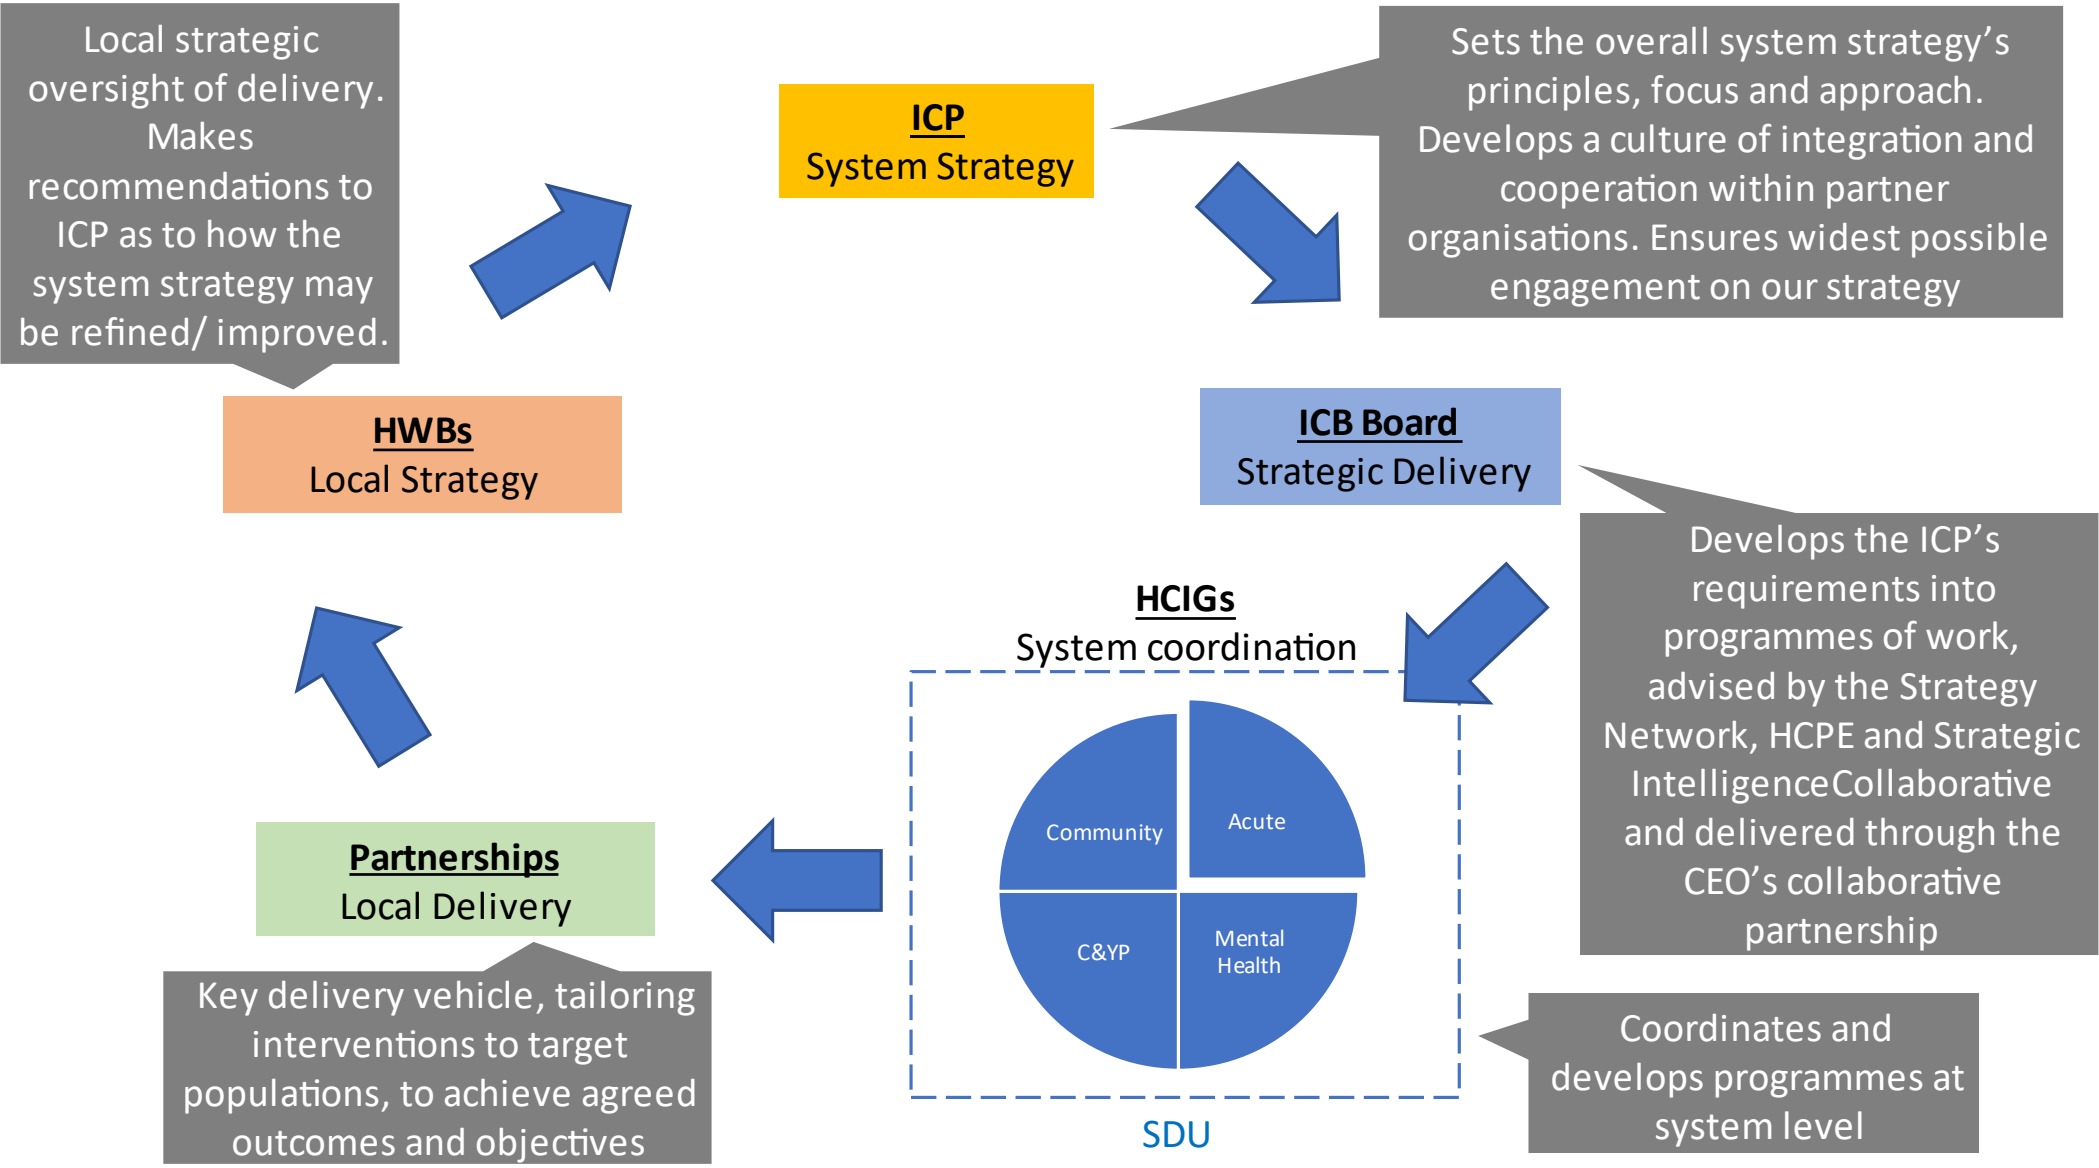 Local strategic
oversight of delivery.
Makes
recommendations to
ICP as to how the
system strategy may
be refined/ improved.
ICP
System Strategy
Sets the overall system strategy’s
principles, focus and approach.
Develops a culture of integration and
cooperation within partner
organisations. Ensures widest possible
engagement on our strategy
HWBs
Local Strategy
ICB Board
Strategic Delivery
Develops the ICP’s
requirements into
programmes of work,
advised by the Strategy
Network, HCPE and Strategic
IntelligenceCollaborative
and delivered through the
CEO’s collaborative
partnership
HCIGs
System coordination
Community
Acute
C&YP
Mental
Health
SDU
Partnerships
Local Delivery
Key delivery vehicle, tailoring
interventions to target
populations, to achieve agreed
outcomes and objectives
Coordinates and
develops programmes at
system level